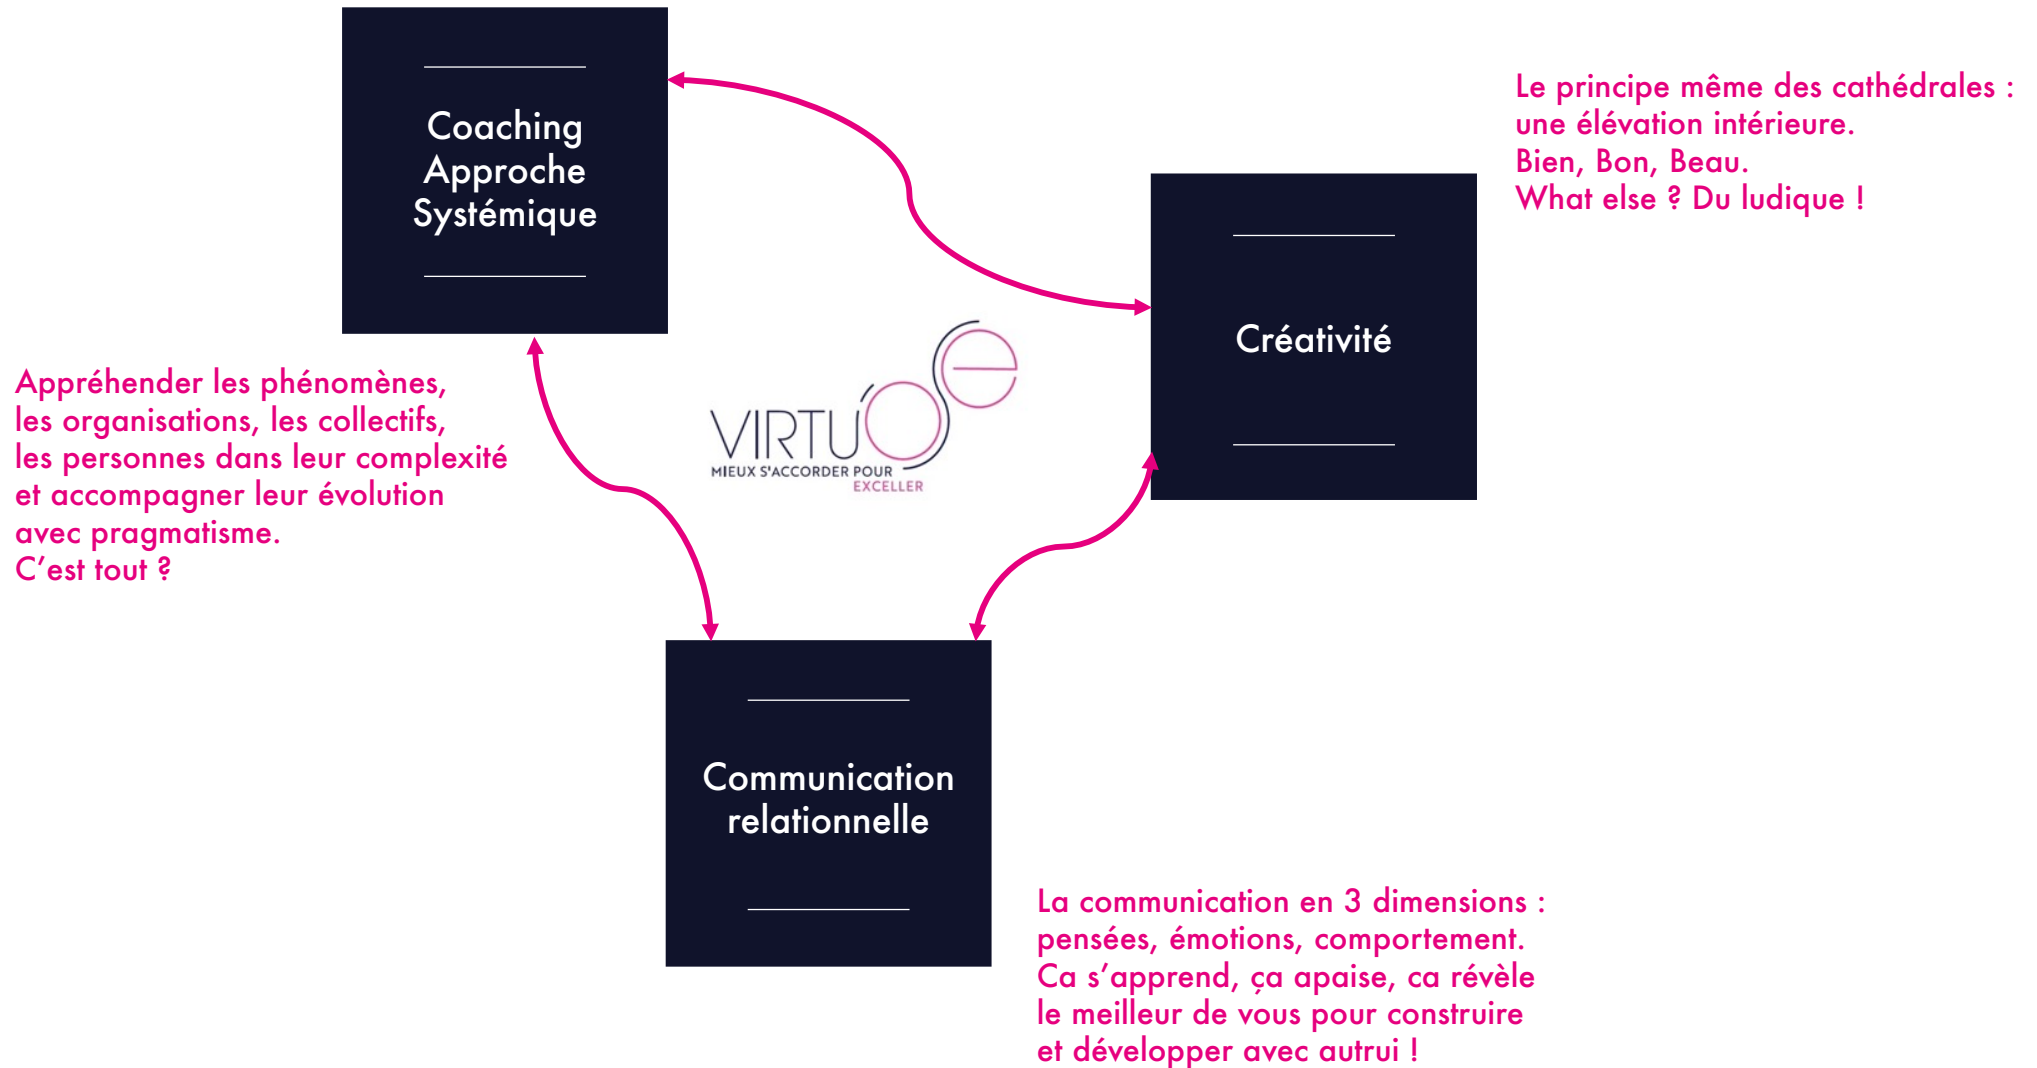 Coaching
Approche
Systémique
Le principe même des cathédrales :
une élévation intérieure.
Bien, Bon, Beau.
What else ? Du ludique !
Créativité
Appréhender les phénomènes,
les organisations, les collectifs,
les personnes dans leur complexité
et accompagner leur évolution
avec pragmatisme.
C’est tout ?
VIRTUOSE
MIEUX S'ACCORDER POUR
EXCELLER
Communication
relationnelle
La communication en 3 dimensions :
pensées, émotions, comportement.
Ca s’apprend, ça apaise, ca révèle
le meilleur de vous pour construire
et développer avec autrui !